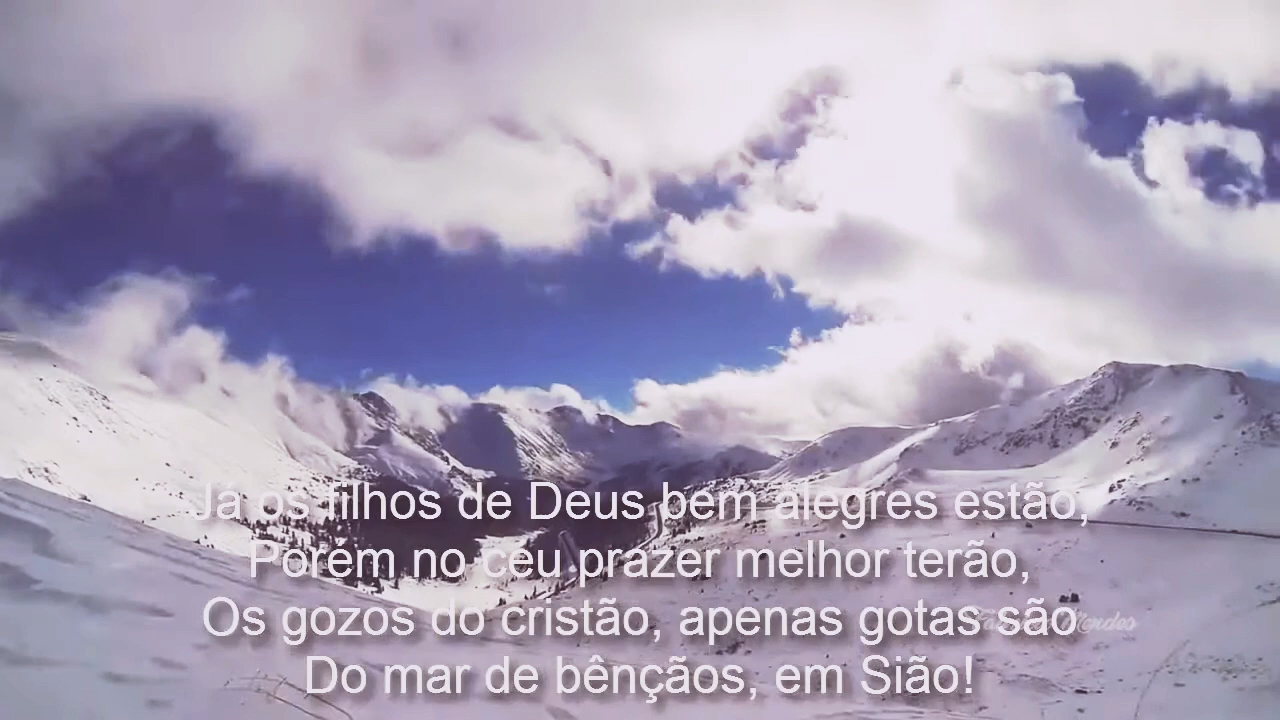 Já os filhos de Deus bem alegres estão,
Porém no céu prazer melhor terão,
Os gozos do cristão, apenas gotas são
Do mar de bênçãos, em Sião!
Mendes